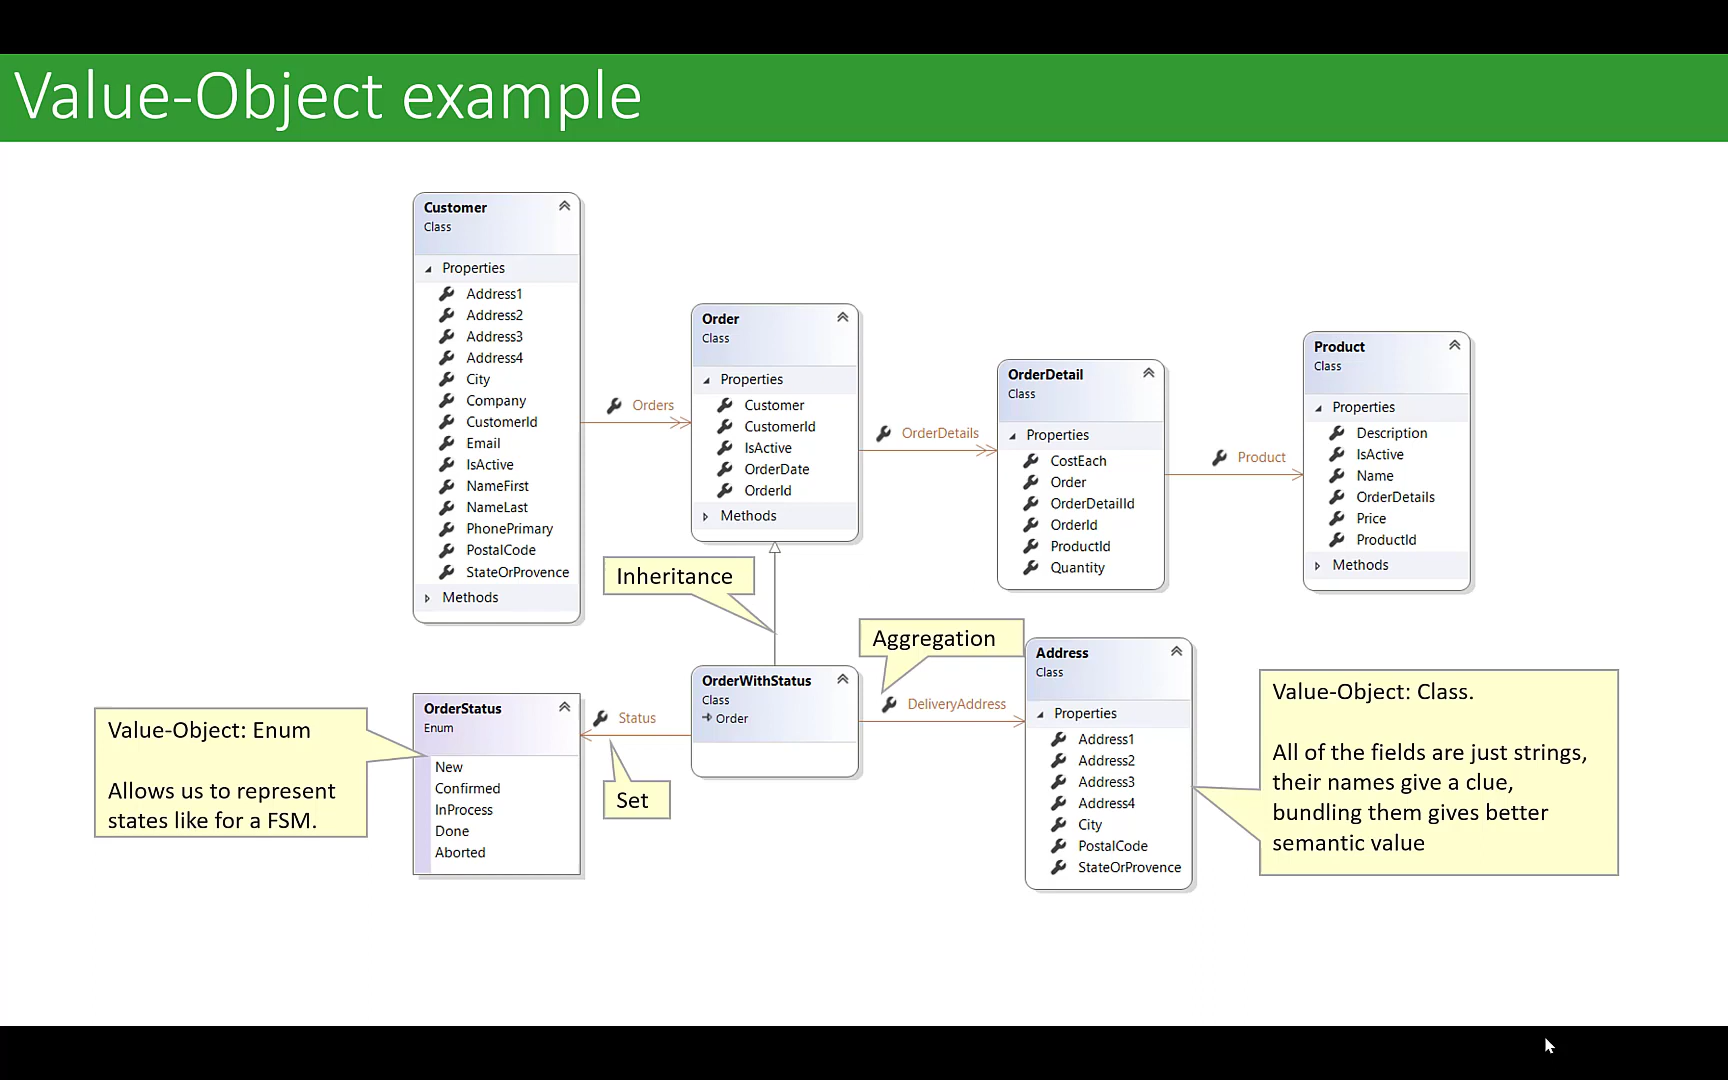 Value-Object example
Customer
Class
Properties
Address1
Address2
Address3
Address4
City
Company
CustomerId
Email
IsActive
NameFirst
NameLast
PhonePrimary
PostalCode
StateOrProvence
Methods
Orders
Order
Class
Properties
Customer
CustomerId
IsActive
OrderDate
OrderId
Methods
OrderDetails
OrderDetail
Class
Properties
CostEach
Order
OrderDetailId
OrderId
ProductId
Quantity
Product
Product
Class
Properties
Description
IsActive
Name
OrderDetails
Price
ProductId
Methods
Inheritance
Value-Object: Enum
Allows us to represent
states like for a FSM.
OrderStatus
Enum
New
Confirmed
InProcess
Done
Aborted
Status
Set
OrderWithStatus
Class
Order
Aggregation
DeliveryAddress
Address
Class
Properties
Address1
Address2
Address3
Address4
City
PostalCode
StateOrProvence
Value-Object: Class.
All of the fields are just strings,
their names give a clue,
bundling them gives better
semantic value